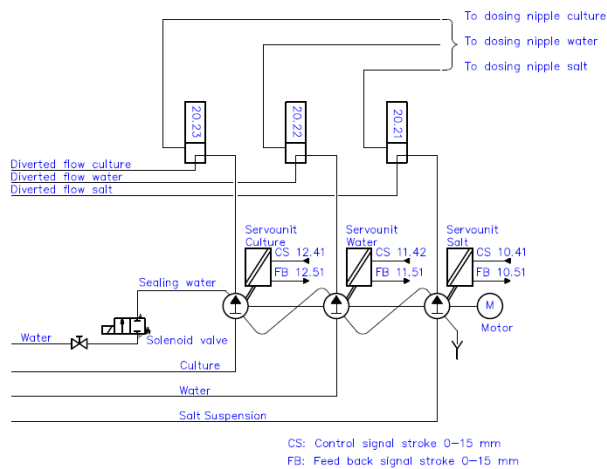 To dosing nipple culture
To dosing nipple water
To dosing nipple salt
20.23
20.22
20.21
Diverted flow culture
Diverted flow water
Diverted flow salt
Servounit
Culture
CS 12.41
FB 12.51
Servounit
Water
CS 11.42
FB 11.51
Servounit
Salt
CS 10.41
FB 10.51
Sealing water
M
Motor
Water
Solenoid valve
Culture
Water
Salt Suspension
CS: Control signal stroke 0-15 mm
FB: Feed back signal stroke 0-15 mm